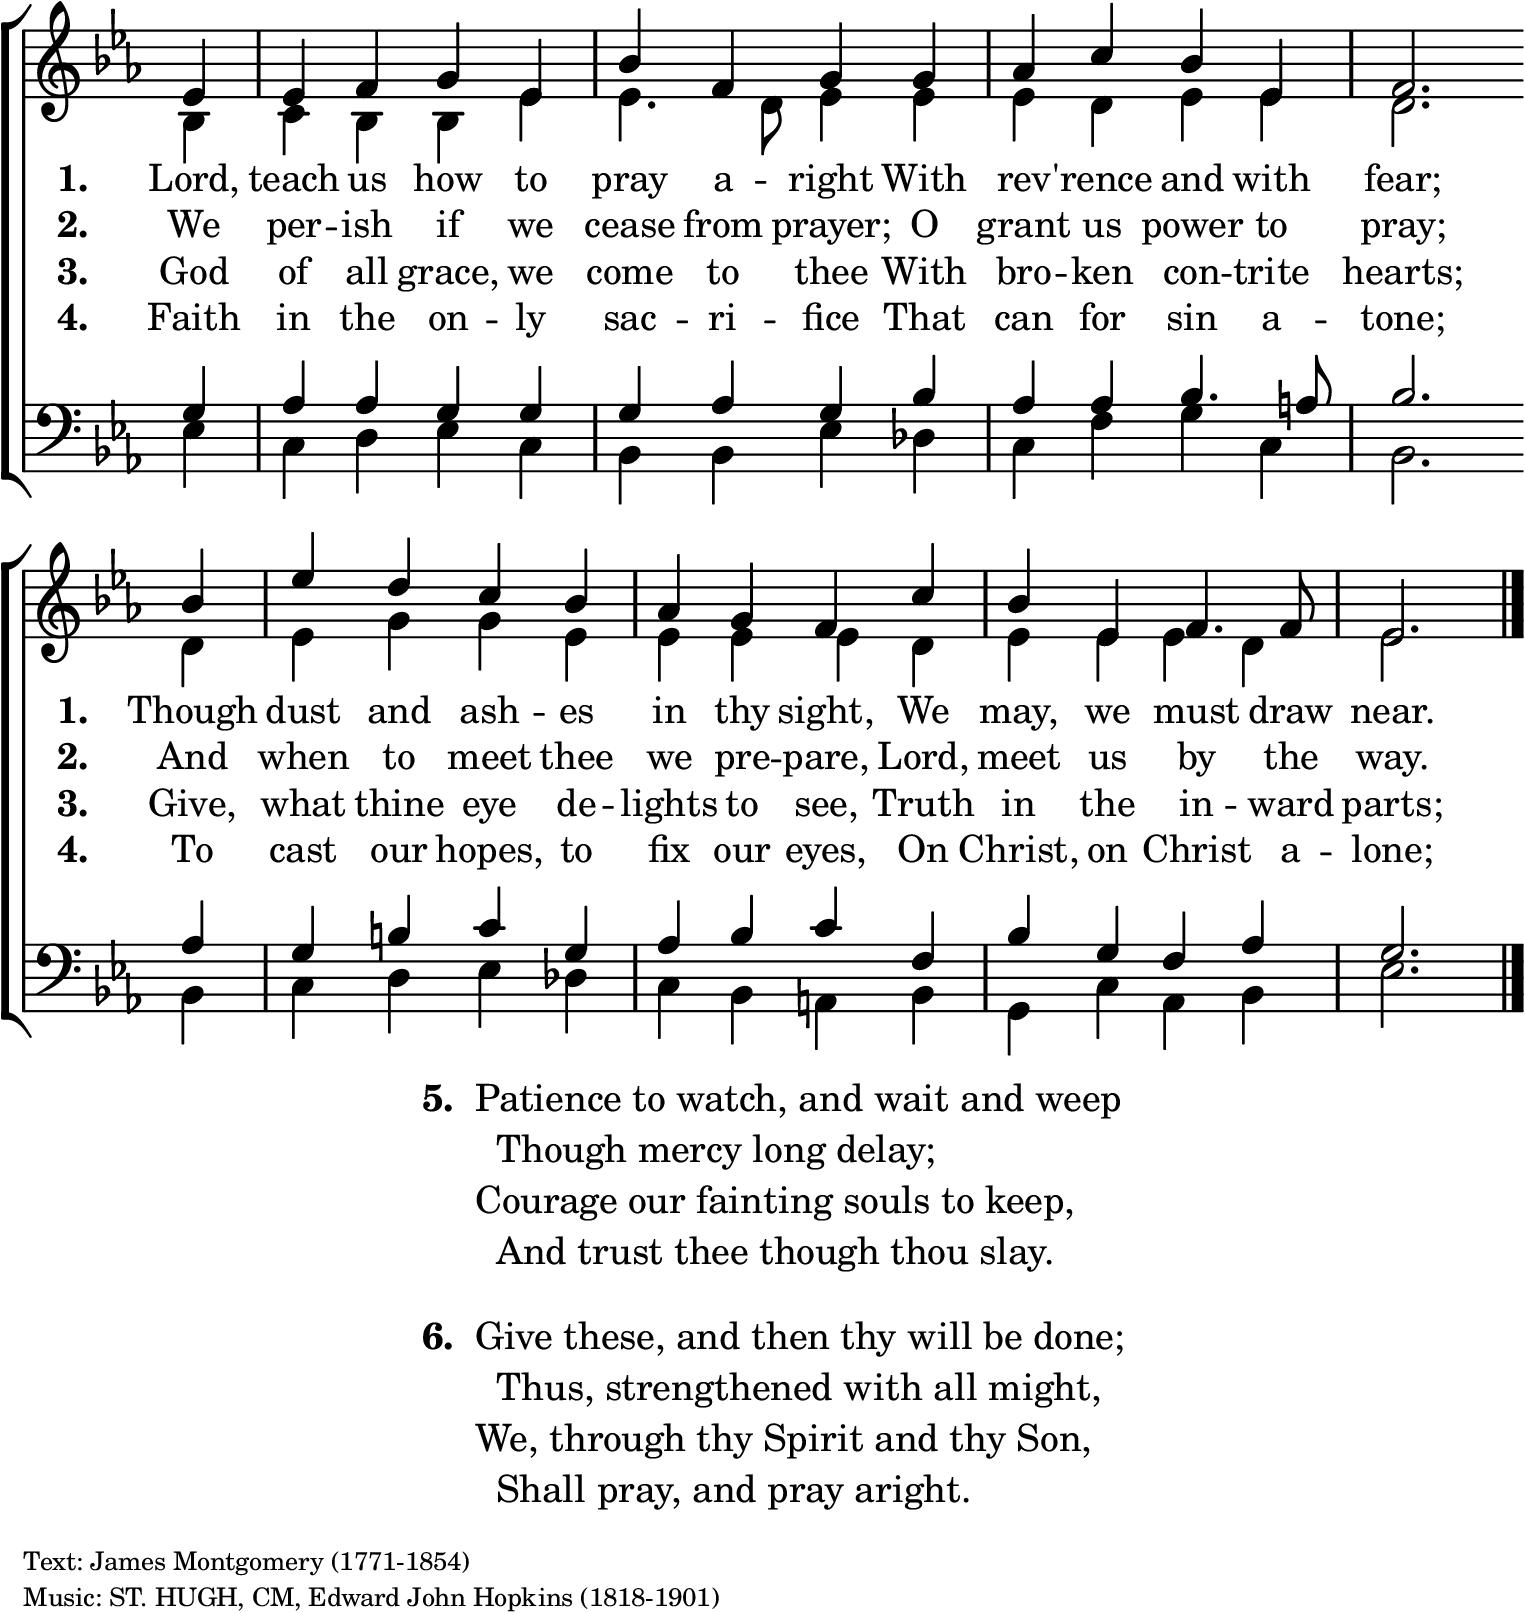 1. Lord, teach us how to pray a -- right With rev'rence and with fear;
2. We per -- ish if we cease from prayer; O grant us power to pray;
3. God of all grace, we come to thee With bro -- ken con -- trite hearts;
4. Faith in the on -- ly sac -- ri -- fice That can for sin a -- tone;
1. Though dust and ash -- es in thy sight, We may, we must draw near.
2. And when to meet thee we pre -- pare, Lord, meet us by the way.
3. Give, what thine eye de -- lights to see, Truth in the in -- ward parts;
4. To cast our hopes, to fix our eyes, On Christ, on Christ a -- lone;
5. Patience to watch, and wait and weep
Though mercy long delay;
Courage our fainting souls to keep,
And trust thee though thou slay.
6. Give these, and then thy will be done;
Thus, strengthened with all might,
We, through thy Spirit and thy Son,
Shall pray, and pray aright.
Text: James Montgomery (1771-1854)
Music: ST. HUGH, CM, Edward John Hopkins (1818-1901)